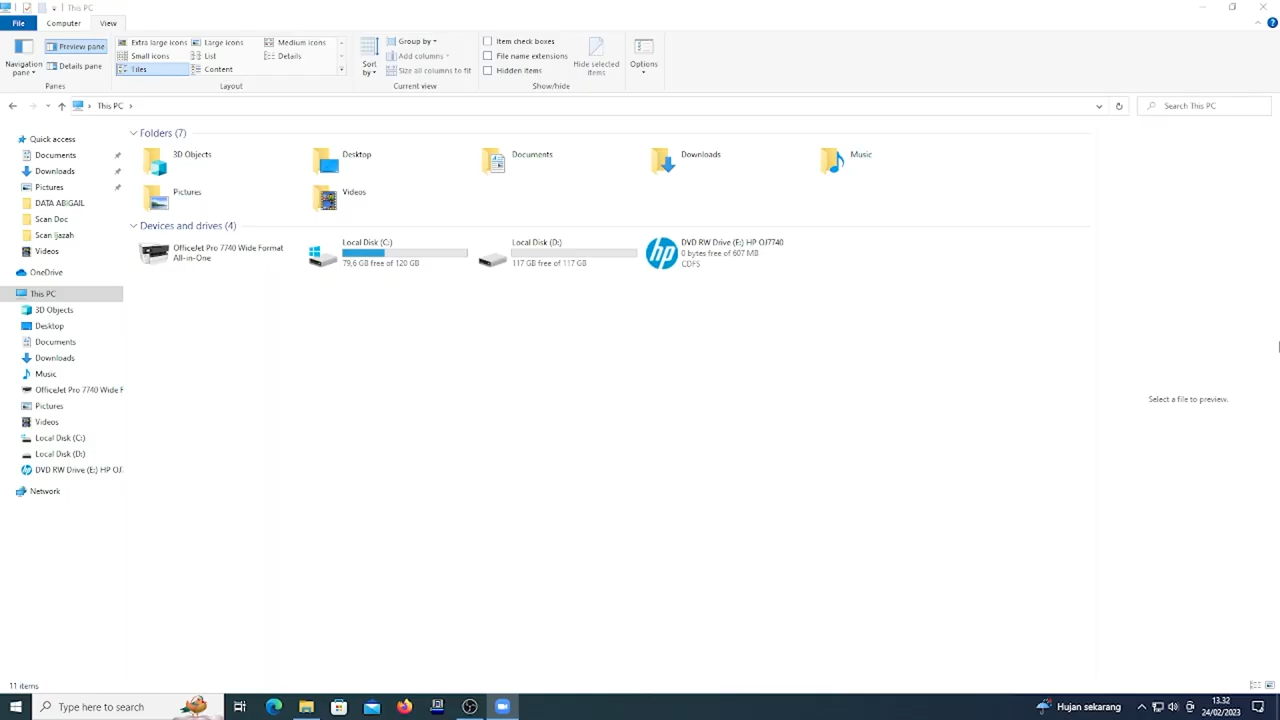 This PC
File
Computer
View
Navigation pane
Preview pane
Details pane
Panes
Extra large icons
Large icons
Medium icons
Small icons
List
Details
Tiles
Content
Layout
Sort by
Group by
Add columns
Size all columns to fit
Current view
Item check boxes
File name extensions
Hidden items
Hide selected items
Show/hide
Options
This PC
Search This PC
Quick access
Documents
Downloads
Pictures
DATA ABIGAIL
Scan Doc
Scan Ijazah
Videos
OneDrive
This PC
3D Objects
Desktop
Documents
Downloads
Music
OfficeJet Pro 7740 Wide F
Pictures
Videos
Local Disk (C:)
Local Disk (D:)
DVD RW Drive (E:) HP OJ7
Network
Folders (7)
3D Objects
Desktop
Documents
Downloads
Music
Pictures
Videos
Devices and drives (4)
OfficeJet Pro 7740 Wide Format
All-in-One
Local Disk (C:)
79,6 GB free of 120 GB
Local Disk (D:)
117 GB free of 117 GB
hp
DVD RW Drive (E:) HP OJ7740
0 bytes free of 607 MB
CDFS
Select a file to preview.
11 items
Type here to search
Hujan sekarang
13.32
24/02/2023